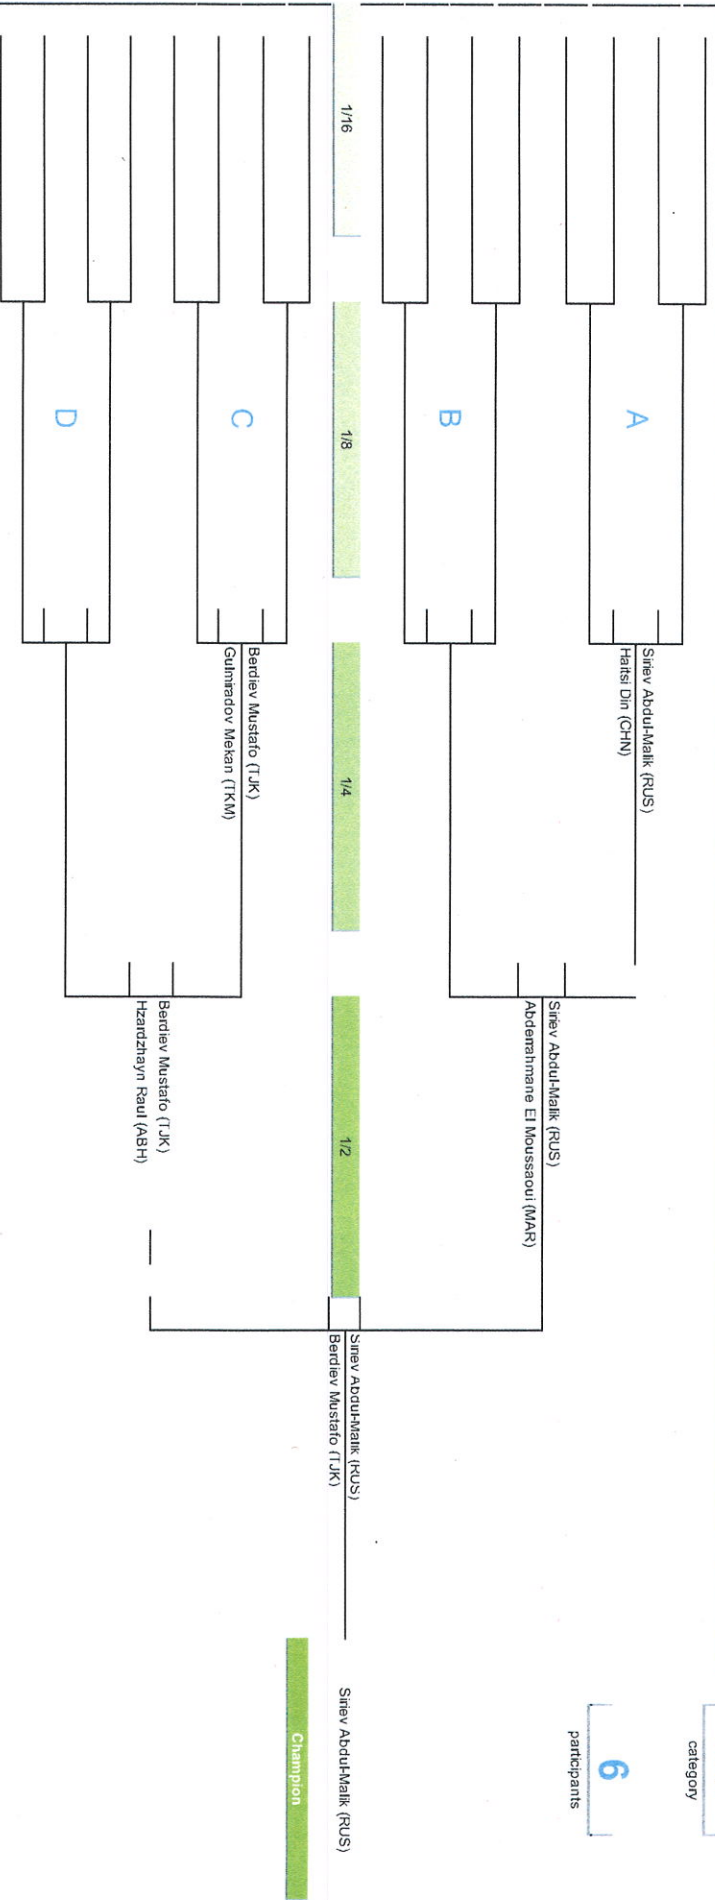 category
6
participants
A
Siriev Abdul-Malik (RUS)
Haitsi Din (CHN)
Siriev Abdul-Malik (RUS)
Abderrahmane El Moussaoui (MAR)
B
1/16
1/8
1/4
1/2
Siriev Abdul-Malik (RUS)
Berdiev Mustafo (TJK)
Siriev Abdul-Malik (RUS)
Champion
C
Berdiev Mustafo (TJK)
Gulmiradov Mekan (TKM)
Berdiev Mustafo (TJK)
Hzardzhayn Raul (ABH)
D